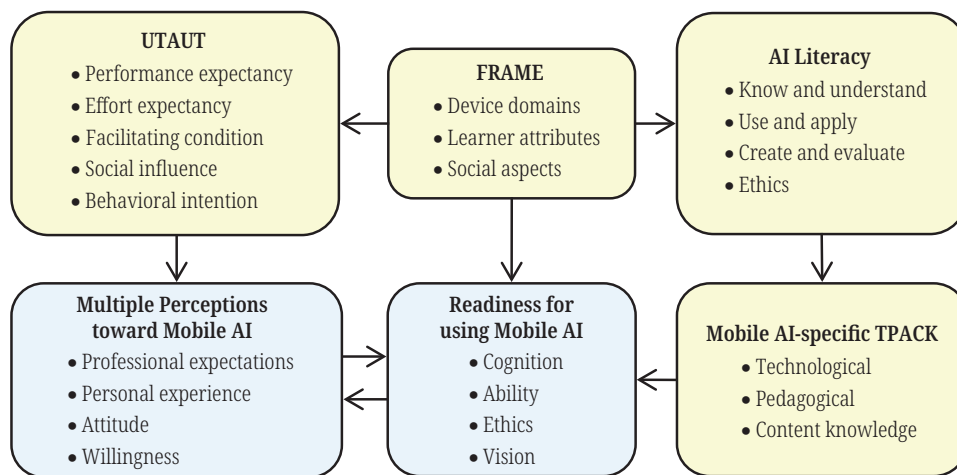 UTAUT
• Performance expectancy
• Effort expectancy
• Facilitating condition
• Social influence
• Behavioral intention
FRAME
• Device domains
• Learner attributes
• Social aspects
AI Literacy
• Know and understand
• Use and apply
• Create and evaluate
• Ethics
Multiple Perceptions
toward Mobile AI
• Professional expectations
• Personal experience
• Attitude
• Willingness
Readiness for
using Mobile AI
• Cognition
• Ability
• Ethics
• Vision
Mobile AI-specific TPACK
• Technological
• Pedagogical
• Content knowledge